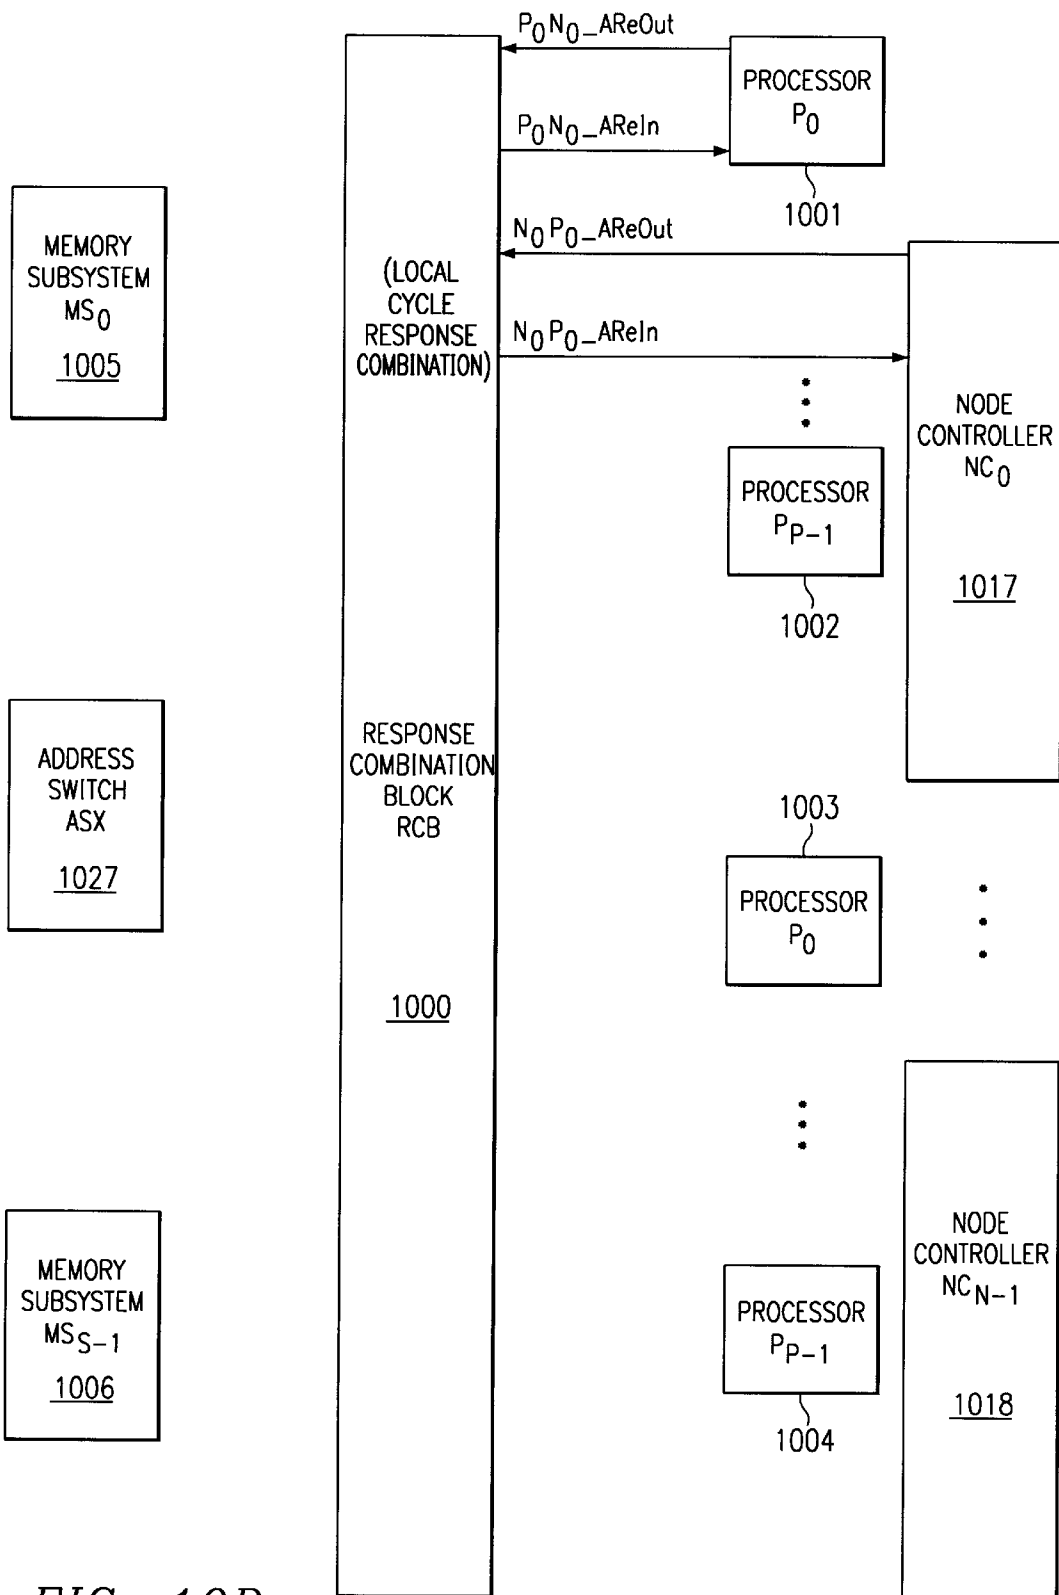 P0N0_AReOut
PROCESSOR
P0
P0N0_AReIn
1001
N0P0_AReOut
MEMORY
SUBSYSTEM
MS0
1005
(LOCAL
CYCLE
RESPONSE
COMBINATION)
N0P0_AReIn
NODE
CONTROLLER
NC0
1017
PROCESSOR
PP-1
1002
ADDRESS
SWITCH
ASX
1027
RESPONSE
COMBINATION
BLOCK
RCB
1000
1003
PROCESSOR
P0
MEMORY
SUBSYSTEM
MSS-1
1006
PROCESSOR
PP-1
1004
NODE
CONTROLLER
NCN-1
1018